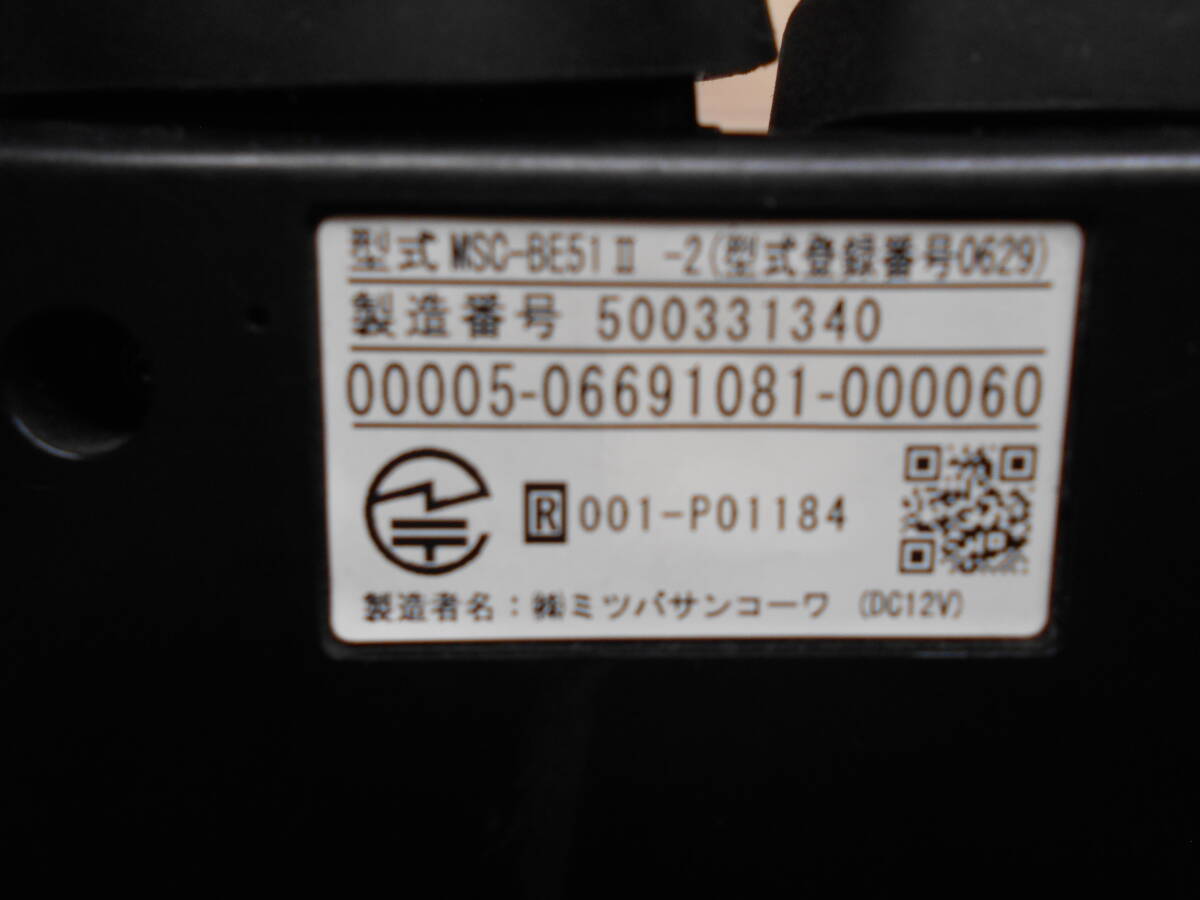 型式 MSC-BE51Ⅱ -2(型式登録番号0629)
製造番号 500331340
00005-06691081-000060
R 001-P01184
製造者名：㈱ミツバサンコーワ (DC12V)